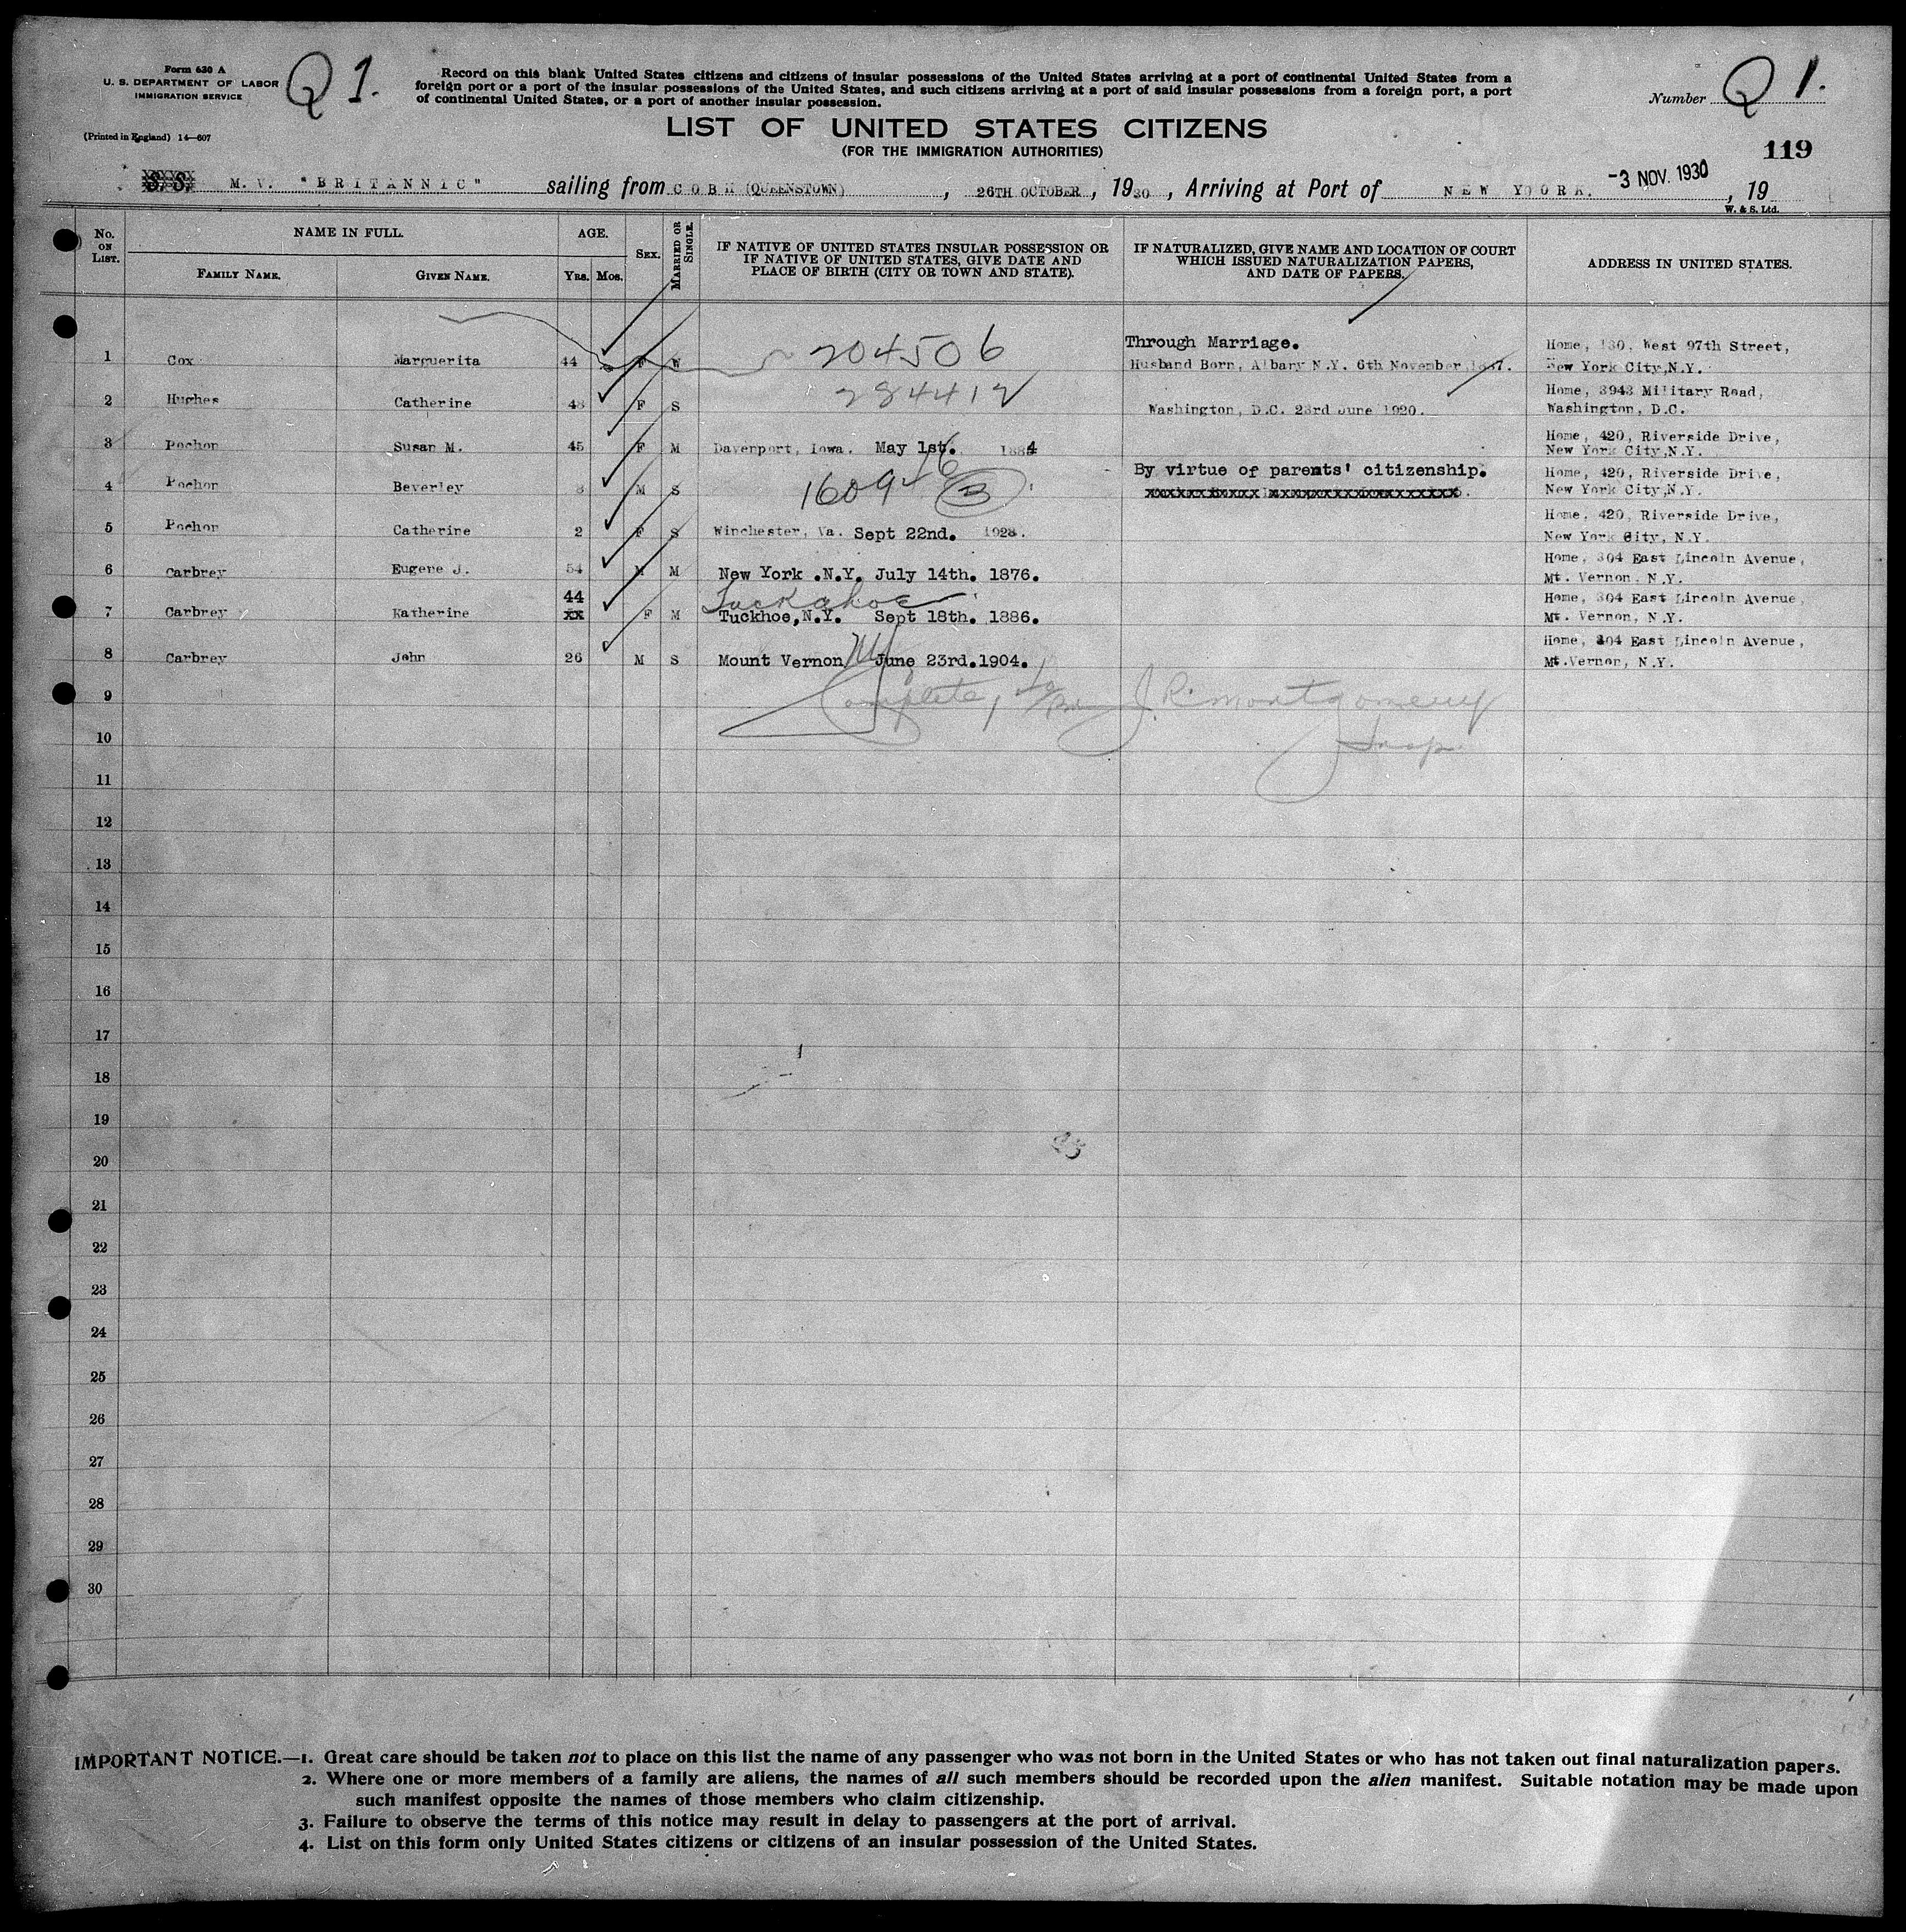 Form 630 A
U. S. DEPARTMENT OF LABOR
IMMIGRATION SERVICE
(Printed in England) 14—607
Q 1.
Record on this blank United States citizens and citizens of insular possessions of the United States arriving at a port of continental United States from a
foreign port or a port of the insular possessions of the United States, and such citizens arriving at a port of said insular possessions from a foreign port, a port
of continental United States, or a port of another insular possession.
Number Q 1.
LIST OF UNITED STATES CITIZENS
(FOR THE IMMIGRATION AUTHORITIES)
119
S. S. M. V. "BRITANNIC" sailing from COBH (QUEENSTOWN), 26TH OCTOBER, 1930, Arriving at Port of NEW YORK. -3 NOV. 1930, 19
W. & S. Ltd.
No. ON LIST.
NAME IN FULL.
FAMILY NAME. GIVEN NAME.
AGE.
YRS. MOS.
SEX.
MARRIED OR SINGLE.
IF NATIVE OF UNITED STATES INSULAR POSSESSION OR
IF NATIVE OF UNITED STATES, GIVE DATE AND
PLACE OF BIRTH (CITY OR TOWN AND STATE).
IF NATURALIZED, GIVE NAME AND LOCATION OF COURT
WHICH ISSUED NATURALIZATION PAPERS,
AND DATE OF PAPERS.
ADDRESS IN UNITED STATES.
1 Cox Marguerita 44 F W 204506 Through Marriage. Home, 130, West 97th Street,
Husband Born, Albany N.Y. 6th November New York City, N.Y.
2 Hughes Catherine F S 284412 Washington, D.C. 23rd June 1920. Home, 3943 Military Road,
Washington, D.C.
3 Pochon Susan M. 45 F M Davenport, Iowa. May 1st. 1884 Home, 420, Riverside Drive,
New York City, N.Y.
4 Pochon Beverley M S 1609 3 By virtue of parents' citizenship. Home, 420, Riverside Drive,
New York City, N.Y.
5 Pochon Catherine 2 F S Winchester, Va. Sept 22nd. 1928. Home, 420, Riverside Drive,
New York City, N.Y.
6 Carbrey Eugene J. 54 M M New York .N.Y. July 14th. 1876. Home, 304 East Lincoln Avenue,
Mt. Vernon, N.Y.
7 Carbrey Katherine 44 xx F M Tuckahoe
Tuckhoe, N.Y. Sept 18th. 1886. Home, 304 East Lincoln Avenue,
Mt. Vernon, N.Y.
8 Carbrey John 26 M S Mount Vernon NY June 23rd. 1904. Home, 304 East Lincoln Avenue,
Mt. Vernon, N.Y.
9 Complete, J. R. Montgomery
Insp.
10
11
12
13
14
15
16
17
18
19
20
21
22
23
24
25
26
27
28
29
30
IMPORTANT NOTICE.—1. Great care should be taken not to place on this list the name of any passenger who was not born in the United States or who has not taken out final naturalization papers.
2. Where one or more members of a family are aliens, the names of all such members should be recorded upon the alien manifest. Suitable notation may be made upon
such manifest opposite the names of those members who claim citizenship.
3. Failure to observe the terms of this notice may result in delay to passengers at the port of arrival.
4. List on this form only United States citizens or citizens of an insular possession of the United States.